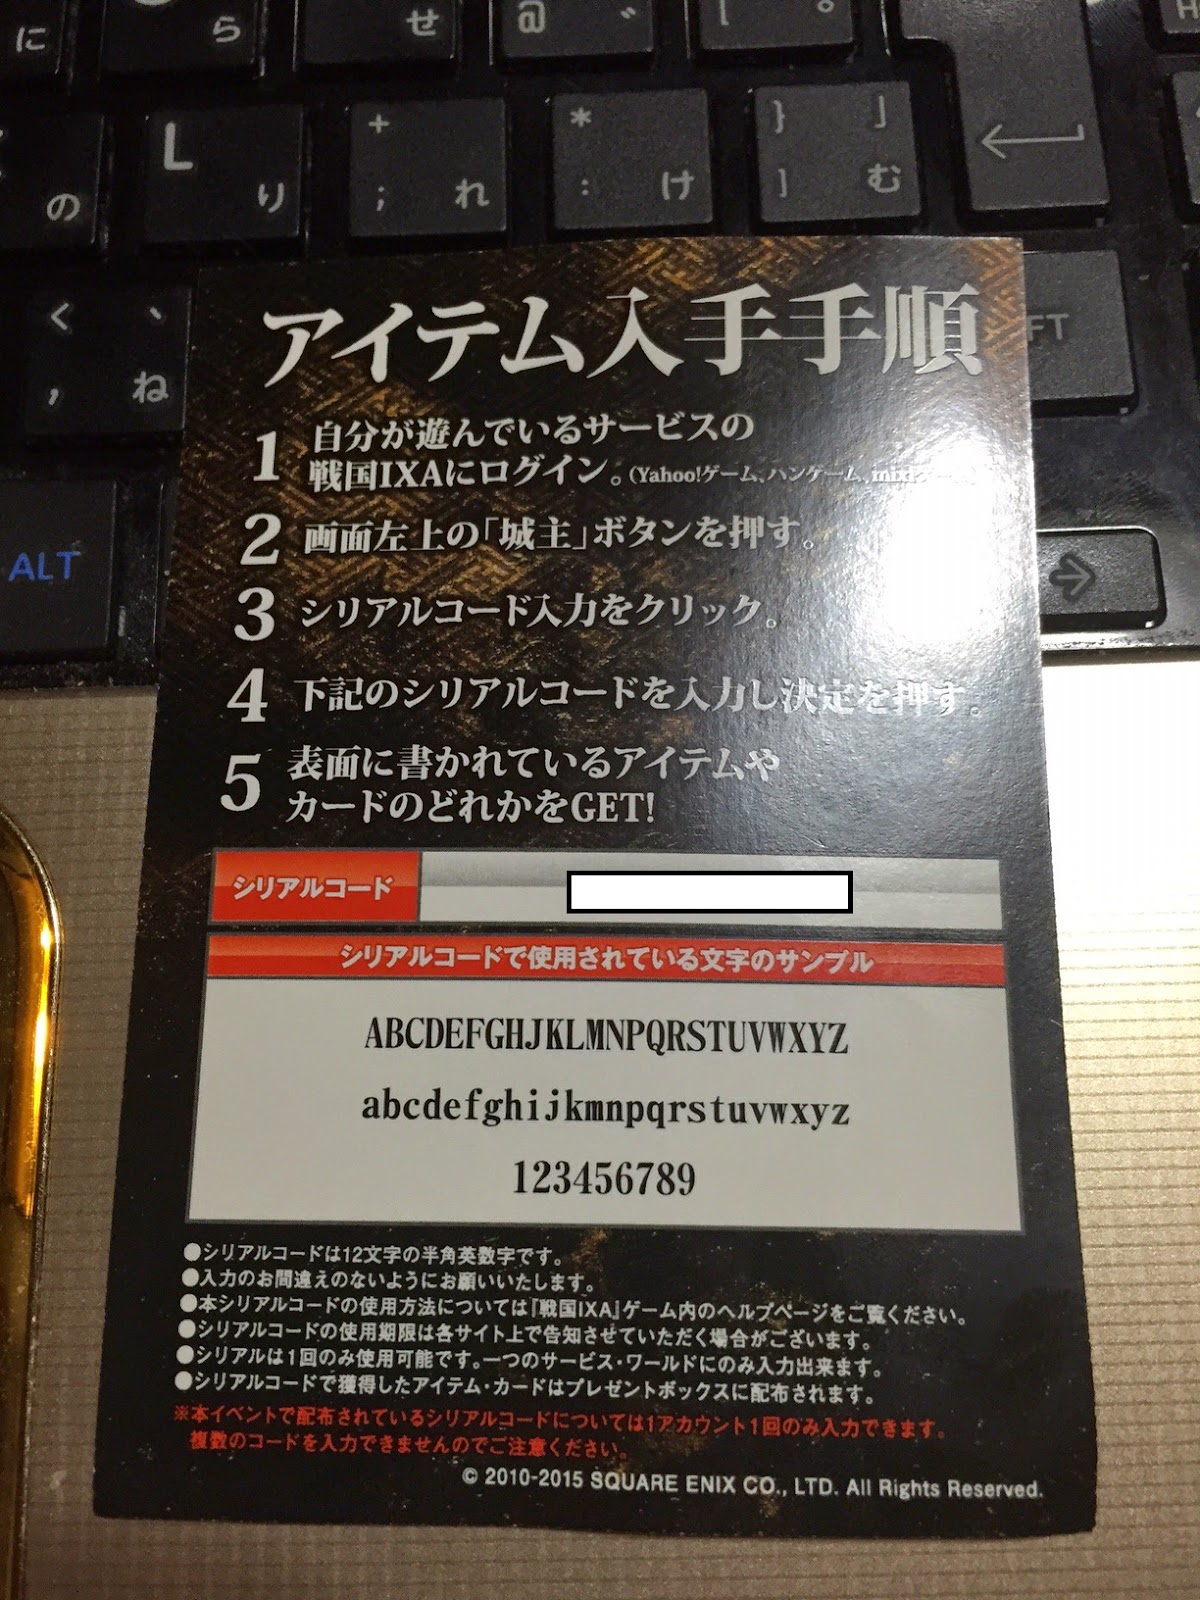 に
ら
せ
@ ゛
[ ゜
H
の
L
り
+
; れ
*
: け
} 」
] む
く 、
, ね
FT
ALT
アイテム入手手順
1 自分が遊んでいるサービスの
戦国IXAにログイン。(Yahoo!ゲーム、ハンゲーム、mixi
2 画面左上の「城主」ボタンを押す。
3 シリアルコード入力をクリック。
4 下記のシリアルコードを入力し決定を押す。
5 表面に書かれているアイテムや
カードのどれかをGET!
シリアルコード
シリアルコードで使用されている文字のサンプル
ABCDEFGHJKLMNPQRSTUVWXYZ
abcdefghijkmnpqrstuvwxyz
123456789
●シリアルコードは12文字の半角英数字です。
●入力のお間違えのないようにお願いいたします。
●本シリアルコードの使用方法については『戦国IXA』ゲーム内のヘルプページをご覧ください。
●シリアルコードの使用期限は各サイト上で告知させていただく場合がございます。
●シリアルは1回のみ使用可能です。一つのサービス・ワールドにのみ入力出来ます。
●シリアルコードで獲得したアイテム・カードはプレゼントボックスに配布されます。
※本イベントで配布されているシリアルコードについては1アカウント1回のみ入力できます。
複数のコードを入力できませんのでご注意ください。
© 2010-2015 SQUARE ENIX CO., LTD. All Rights Reserved.